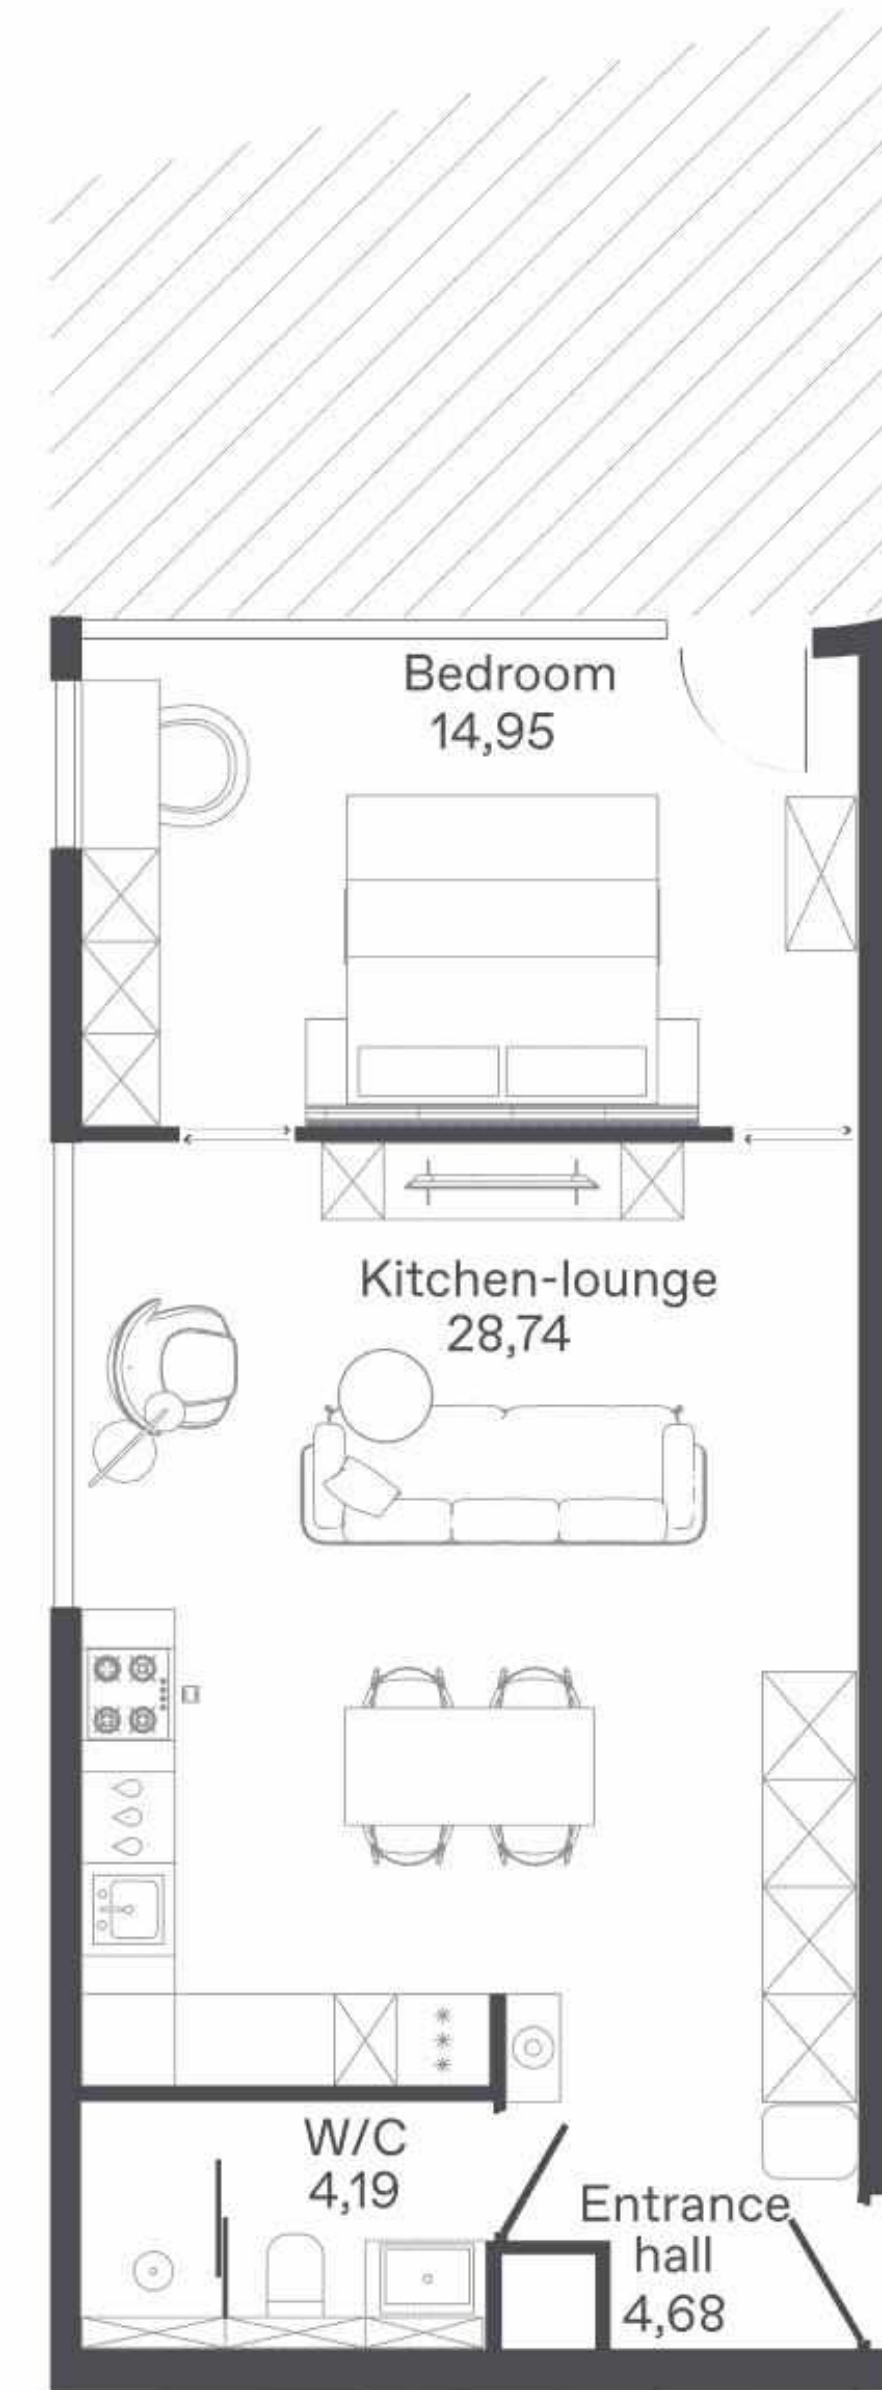 Bedroom
14,95
Kitchen-lounge
28,74
W/C
4,19
Entrance
hall
4,68